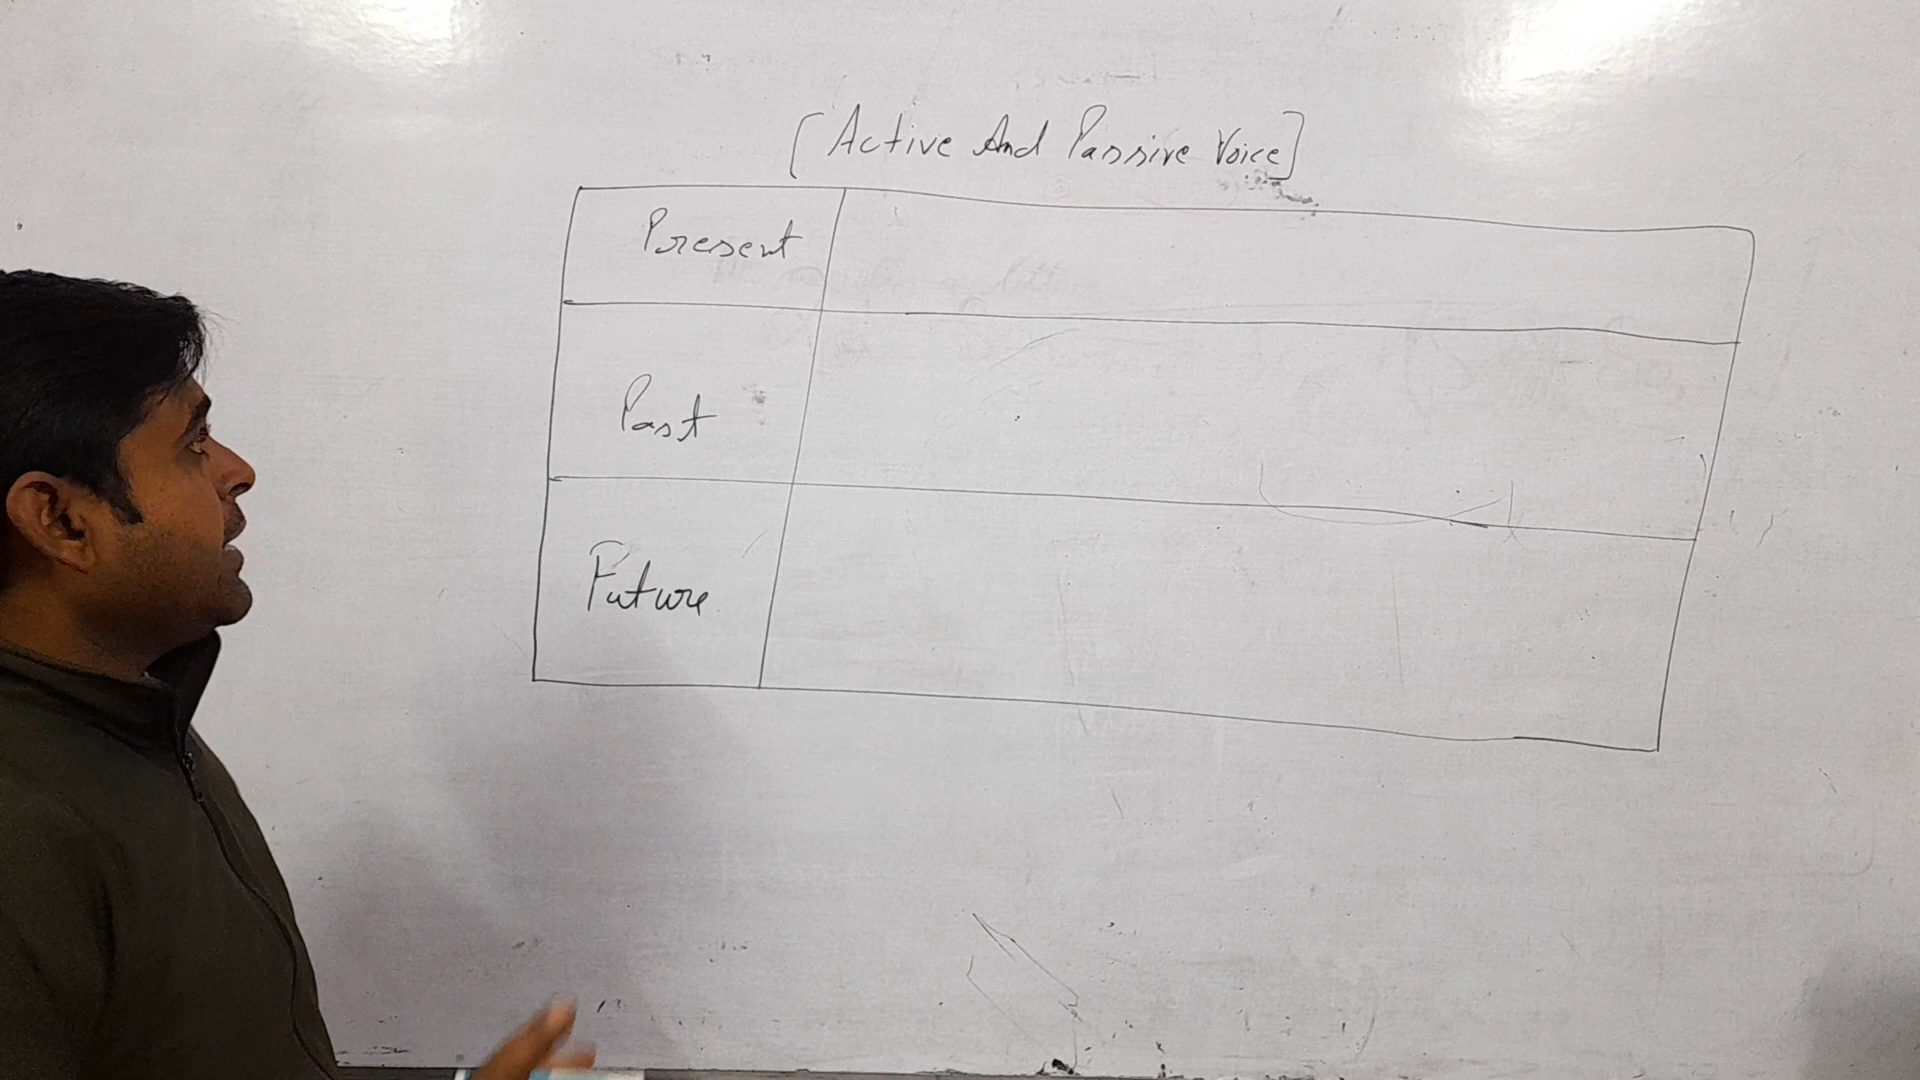 [Active And Passive Voice]
Present
Past
Future